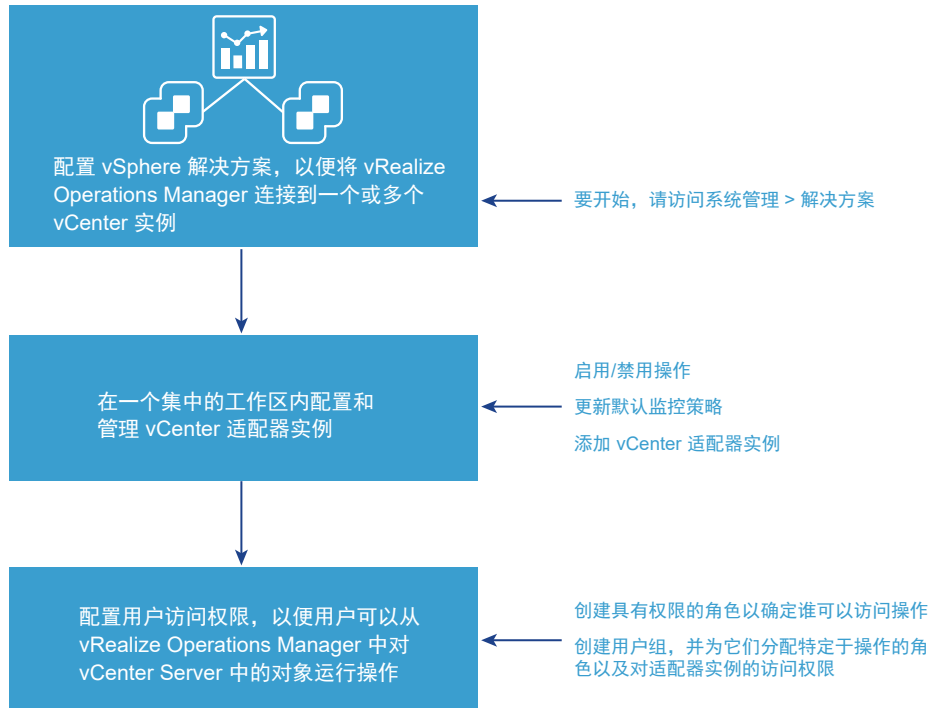 配置 vSphere 解决方案，以便将 vRealize
Operations Manager 连接到一个或多个
vCenter 实例
要开始，请访问系统管理 > 解决方案
在一个集中的工作区内配置和
管理 vCenter 适配器实例
启用/禁用操作
更新默认监控策略
添加 vCenter 适配器实例
配置用户访问权限，以便用户可以从
vRealize Operations Manager 中对
vCenter Server 中的对象运行操作
创建具有权限的角色以确定谁可以访问操作
创建用户组，并为它们分配特定于操作的角
色以及对适配器实例的访问权限